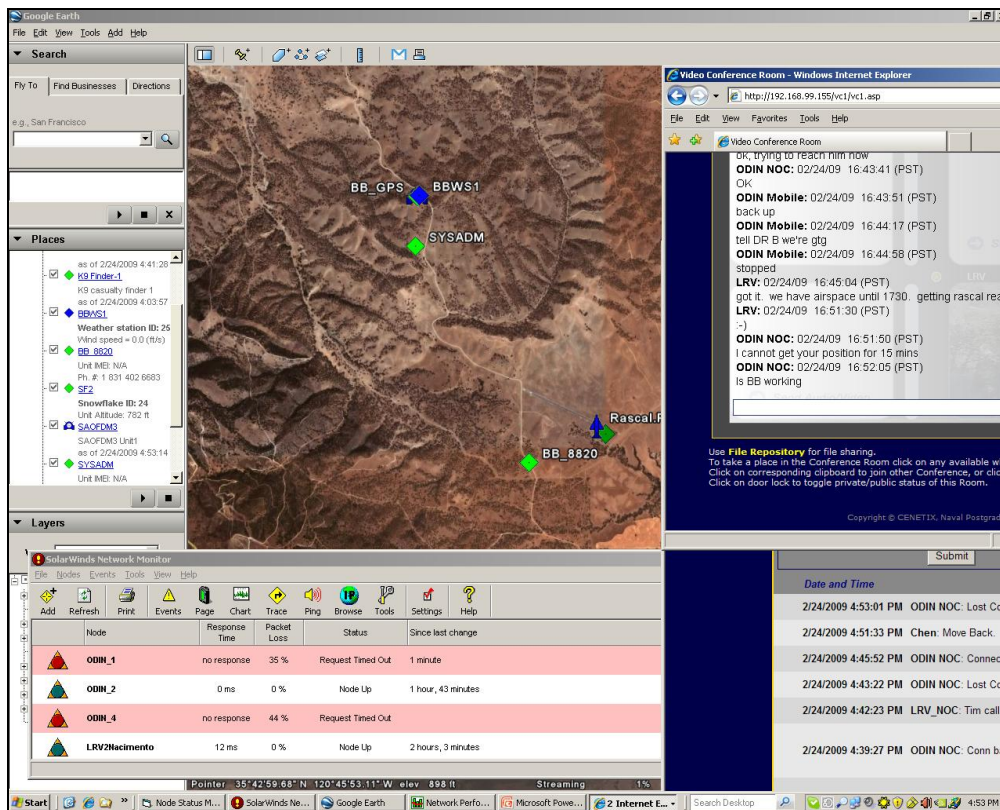 Google Earth
File Edit View Tools Add Help
Search
Fly To Find Businesses Directions
e.g., San Francisco
Places
as of 2/24/2009 4:41:28
K9 Finder-1
K9 casualty finder 1
as of 2/24/2009 4:03:57
BBWS1
Weather station ID: 25
Wind speed = 0.0 (ft/s)
BB_8820
Unit IMEI: N/A
Ph. #: 1 831 402 6683
SF2
Snowflake ID: 24
Unit Altitude: 782 ft
SAOFDM3
SAOFDM3 Unit1
as of 2/24/2009 4:53:14
SYSADM
Unit IMEI: N/A
Layers
BB_GPS BBWS1
SYSADM
Rascal.
BB_8820
Pointer 35°42'59.68" N 120°45'53.11" W elev 898 ft Streaming 1%
Video Conference Room - Windows Internet Explorer
http://192.168.99.155/vc1/vc1.asp
File Edit View Favorites Tools Help
Video Conference Room
ok, trying to reach him now
ODIN NOC: 02/24/09 16:43:41 (PST)
OK
ODIN Mobile: 02/24/09 16:43:51 (PST)
back up
ODIN Mobile: 02/24/09 16:44:17 (PST)
tell DR B we're gtg
ODIN Mobile: 02/24/09 16:44:58 (PST)
stopped
LRV: 02/24/09 16:45:04 (PST)
got it. we have airspace until 1730. getting rascal rea
LRV: 02/24/09 16:51:30 (PST)
:-)
ODIN NOC: 02/24/09 16:51:50 (PST)
I cannot get your position for 15 mins
ODIN NOC: 02/24/09 16:52:05 (PST)
Is BB working
Use File Repository for file sharing.
To take a place in the Conference Room click on any available w
Click on corresponding clipboard to join other Conference, or clic
Click on door lock to toggle private/public status of this Room.
Copyright © CENETIX, Naval Postgrad
SolarWinds Network Monitor
File Nodes Events Tools View Help
Add Refresh Print Events Page Chart Trace Ping Browse Tools Settings Help
Node Response Time Packet Loss Status Since last change
ODIN_1 no response 35 % Request Timed Out 1 minute
ODIN_2 0 ms 0 % Node Up 1 hour, 43 minutes
ODIN_4 no response 44 % Request Timed Out
LRV2Nacimento 12 ms 0 % Node Up 2 hours, 3 minutes
Submit
Date and Time
2/24/2009 4:53:01 PM ODIN NOC: Lost Co
2/24/2009 4:51:33 PM Chen: Move Back.
2/24/2009 4:45:52 PM ODIN NOC: Connec
2/24/2009 4:43:22 PM ODIN NOC: Lost Co
2/24/2009 4:42:23 PM LRV_NOC: Tim call
2/24/2009 4:39:27 PM ODIN NOC: Conn b
Start Node Status M... SolarWinds Ne... Google Earth Network Perfo... Microsoft Powe... 2 Internet E... Search Desktop 4:53 PM